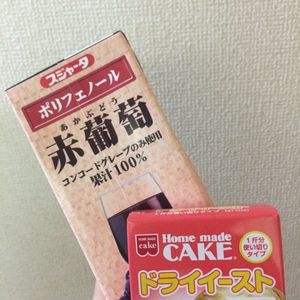 スジャータ
ポリフェノール
あかぶどう
赤葡萄
コンコードグレープのみ使用
果汁100%
HOME MADE
cake
Home made
CAKE
1斤分
使い切り
タイプ
ドライイースト